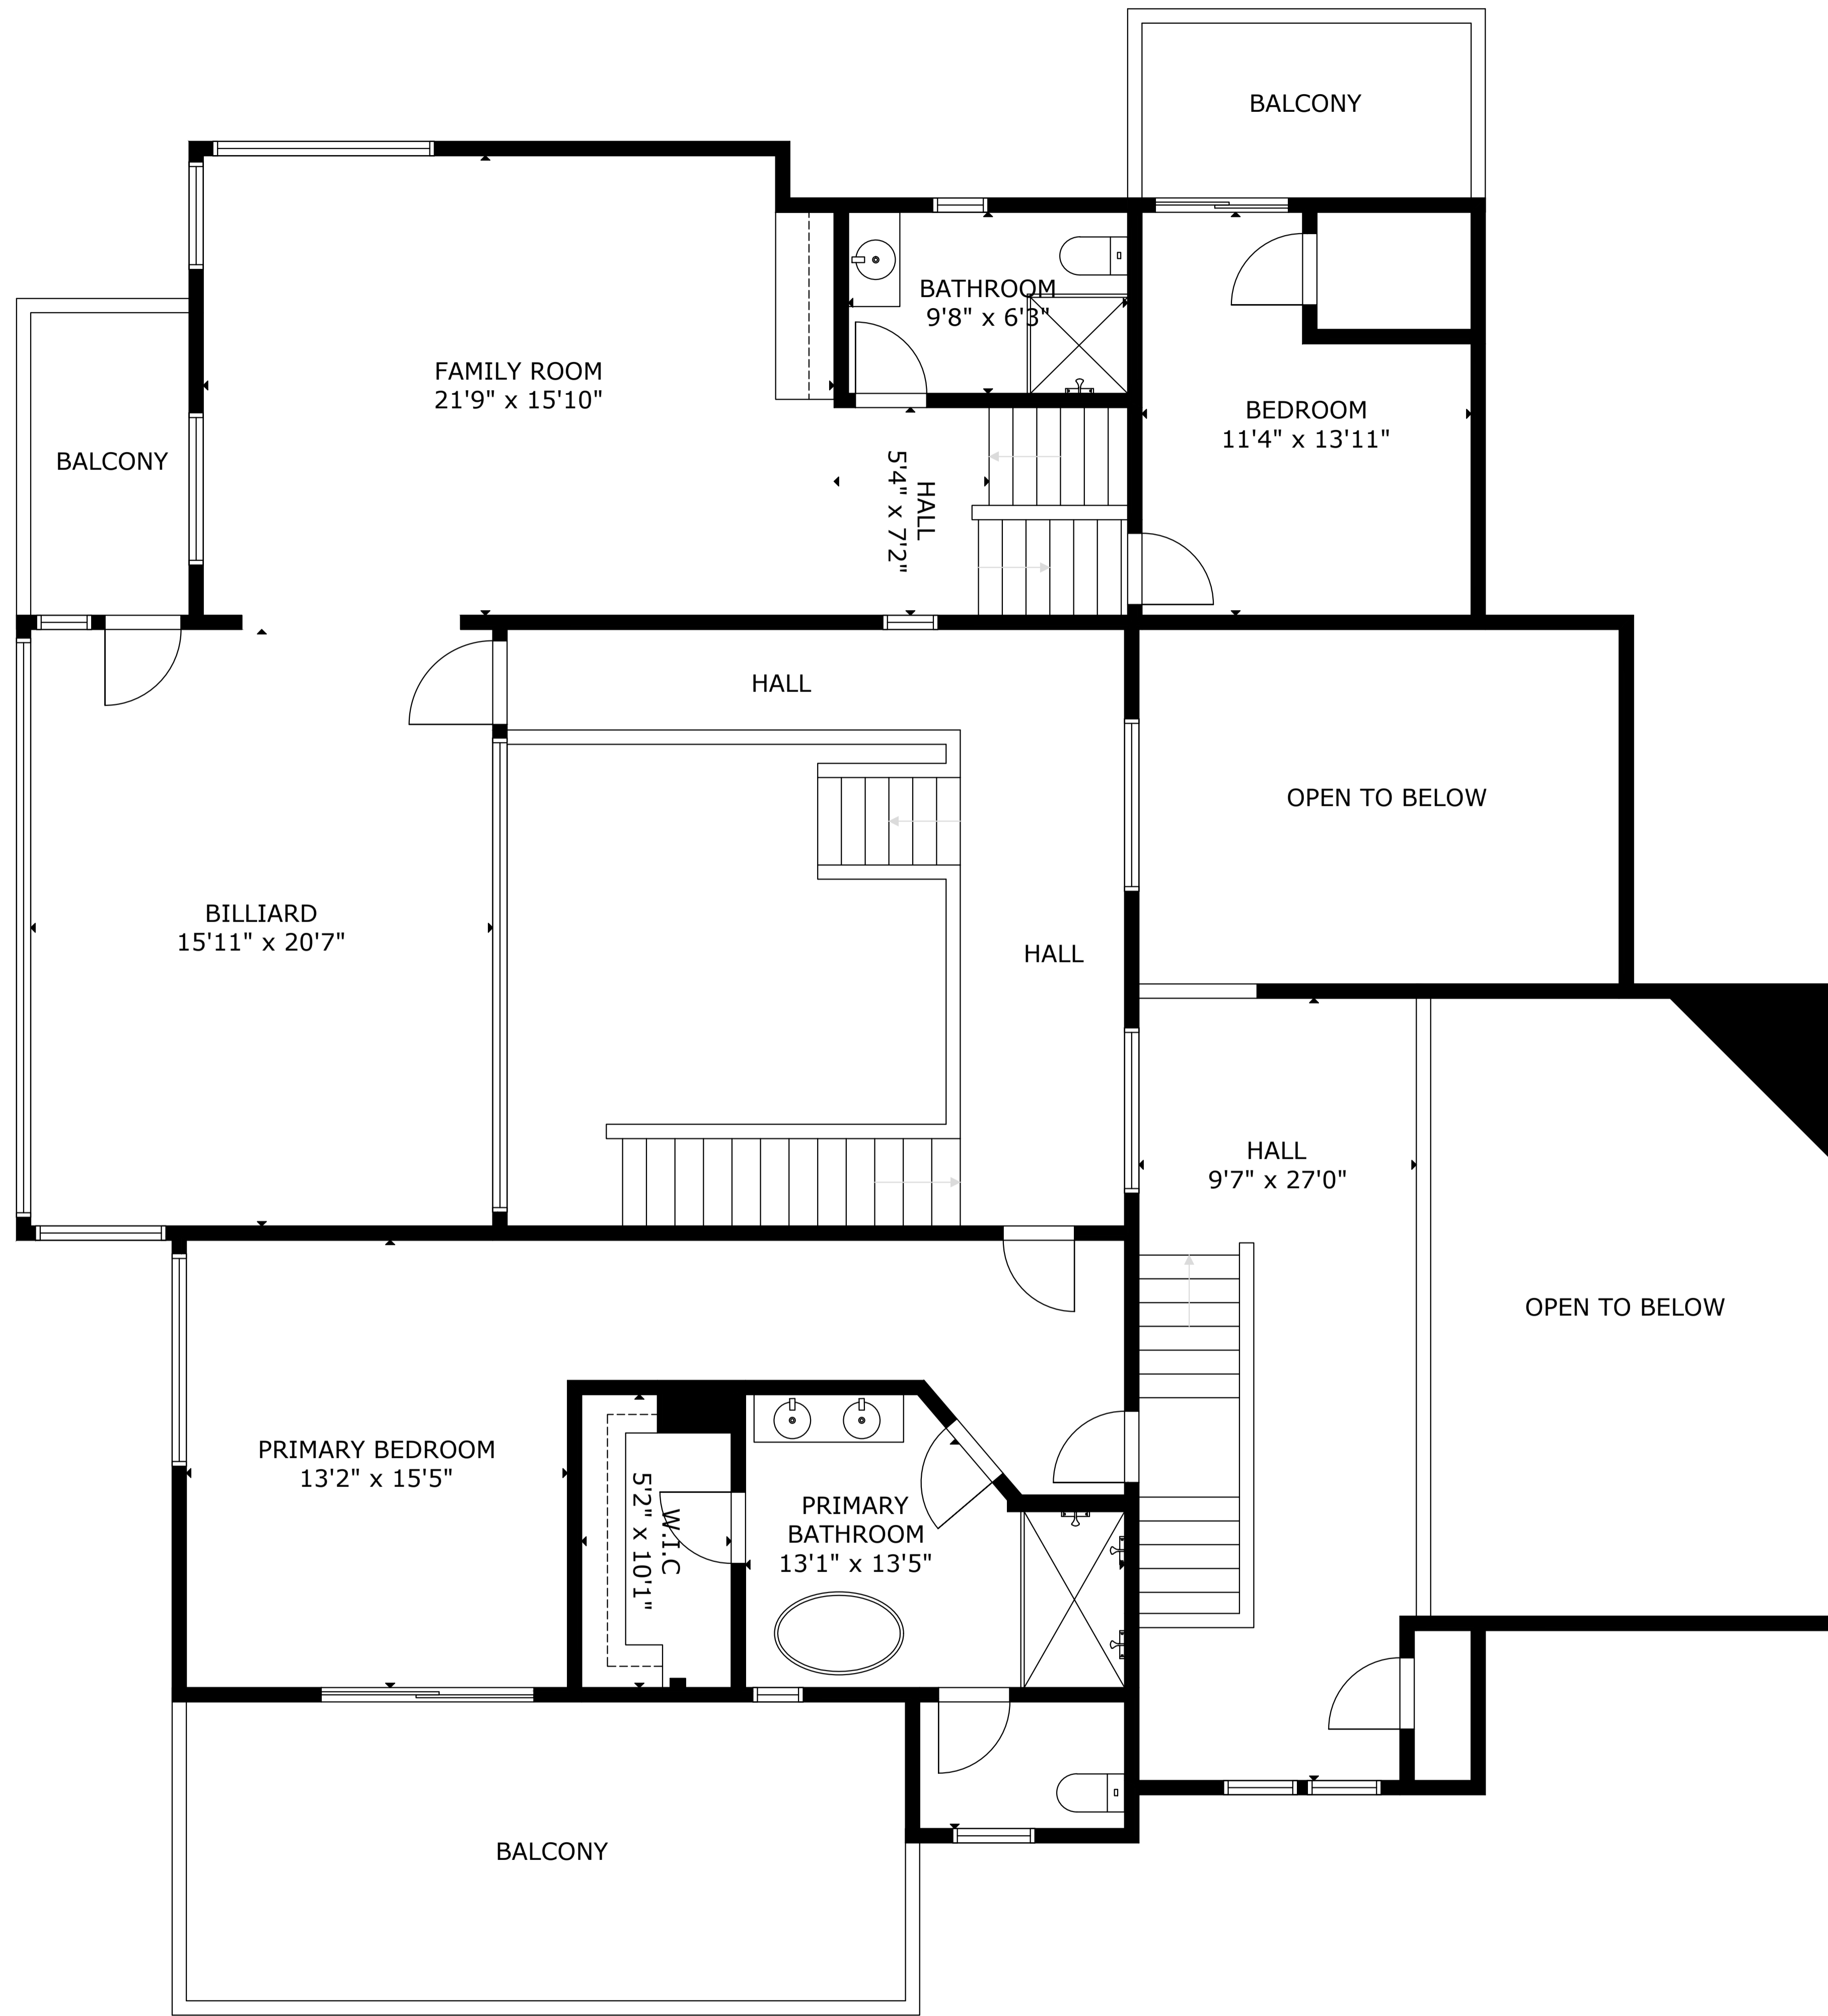 BALCONY
BATHROOM
9'8" x 6'3"
FAMILY ROOM
21'9" x 15'10"
BEDROOM
11'4" x 13'11"
BALCONY
HALL
5'4" x 7'2"
HALL
OPEN TO BELOW
BILLIARD
15'11" x 20'7"
HALL
HALL
9'7" x 27'0"
OPEN TO BELOW
PRIMARY BEDROOM
13'2" x 15'5"
W.I.C
5'2" x 10'1"
PRIMARY
BATHROOM
13'1" x 13'5"
BALCONY